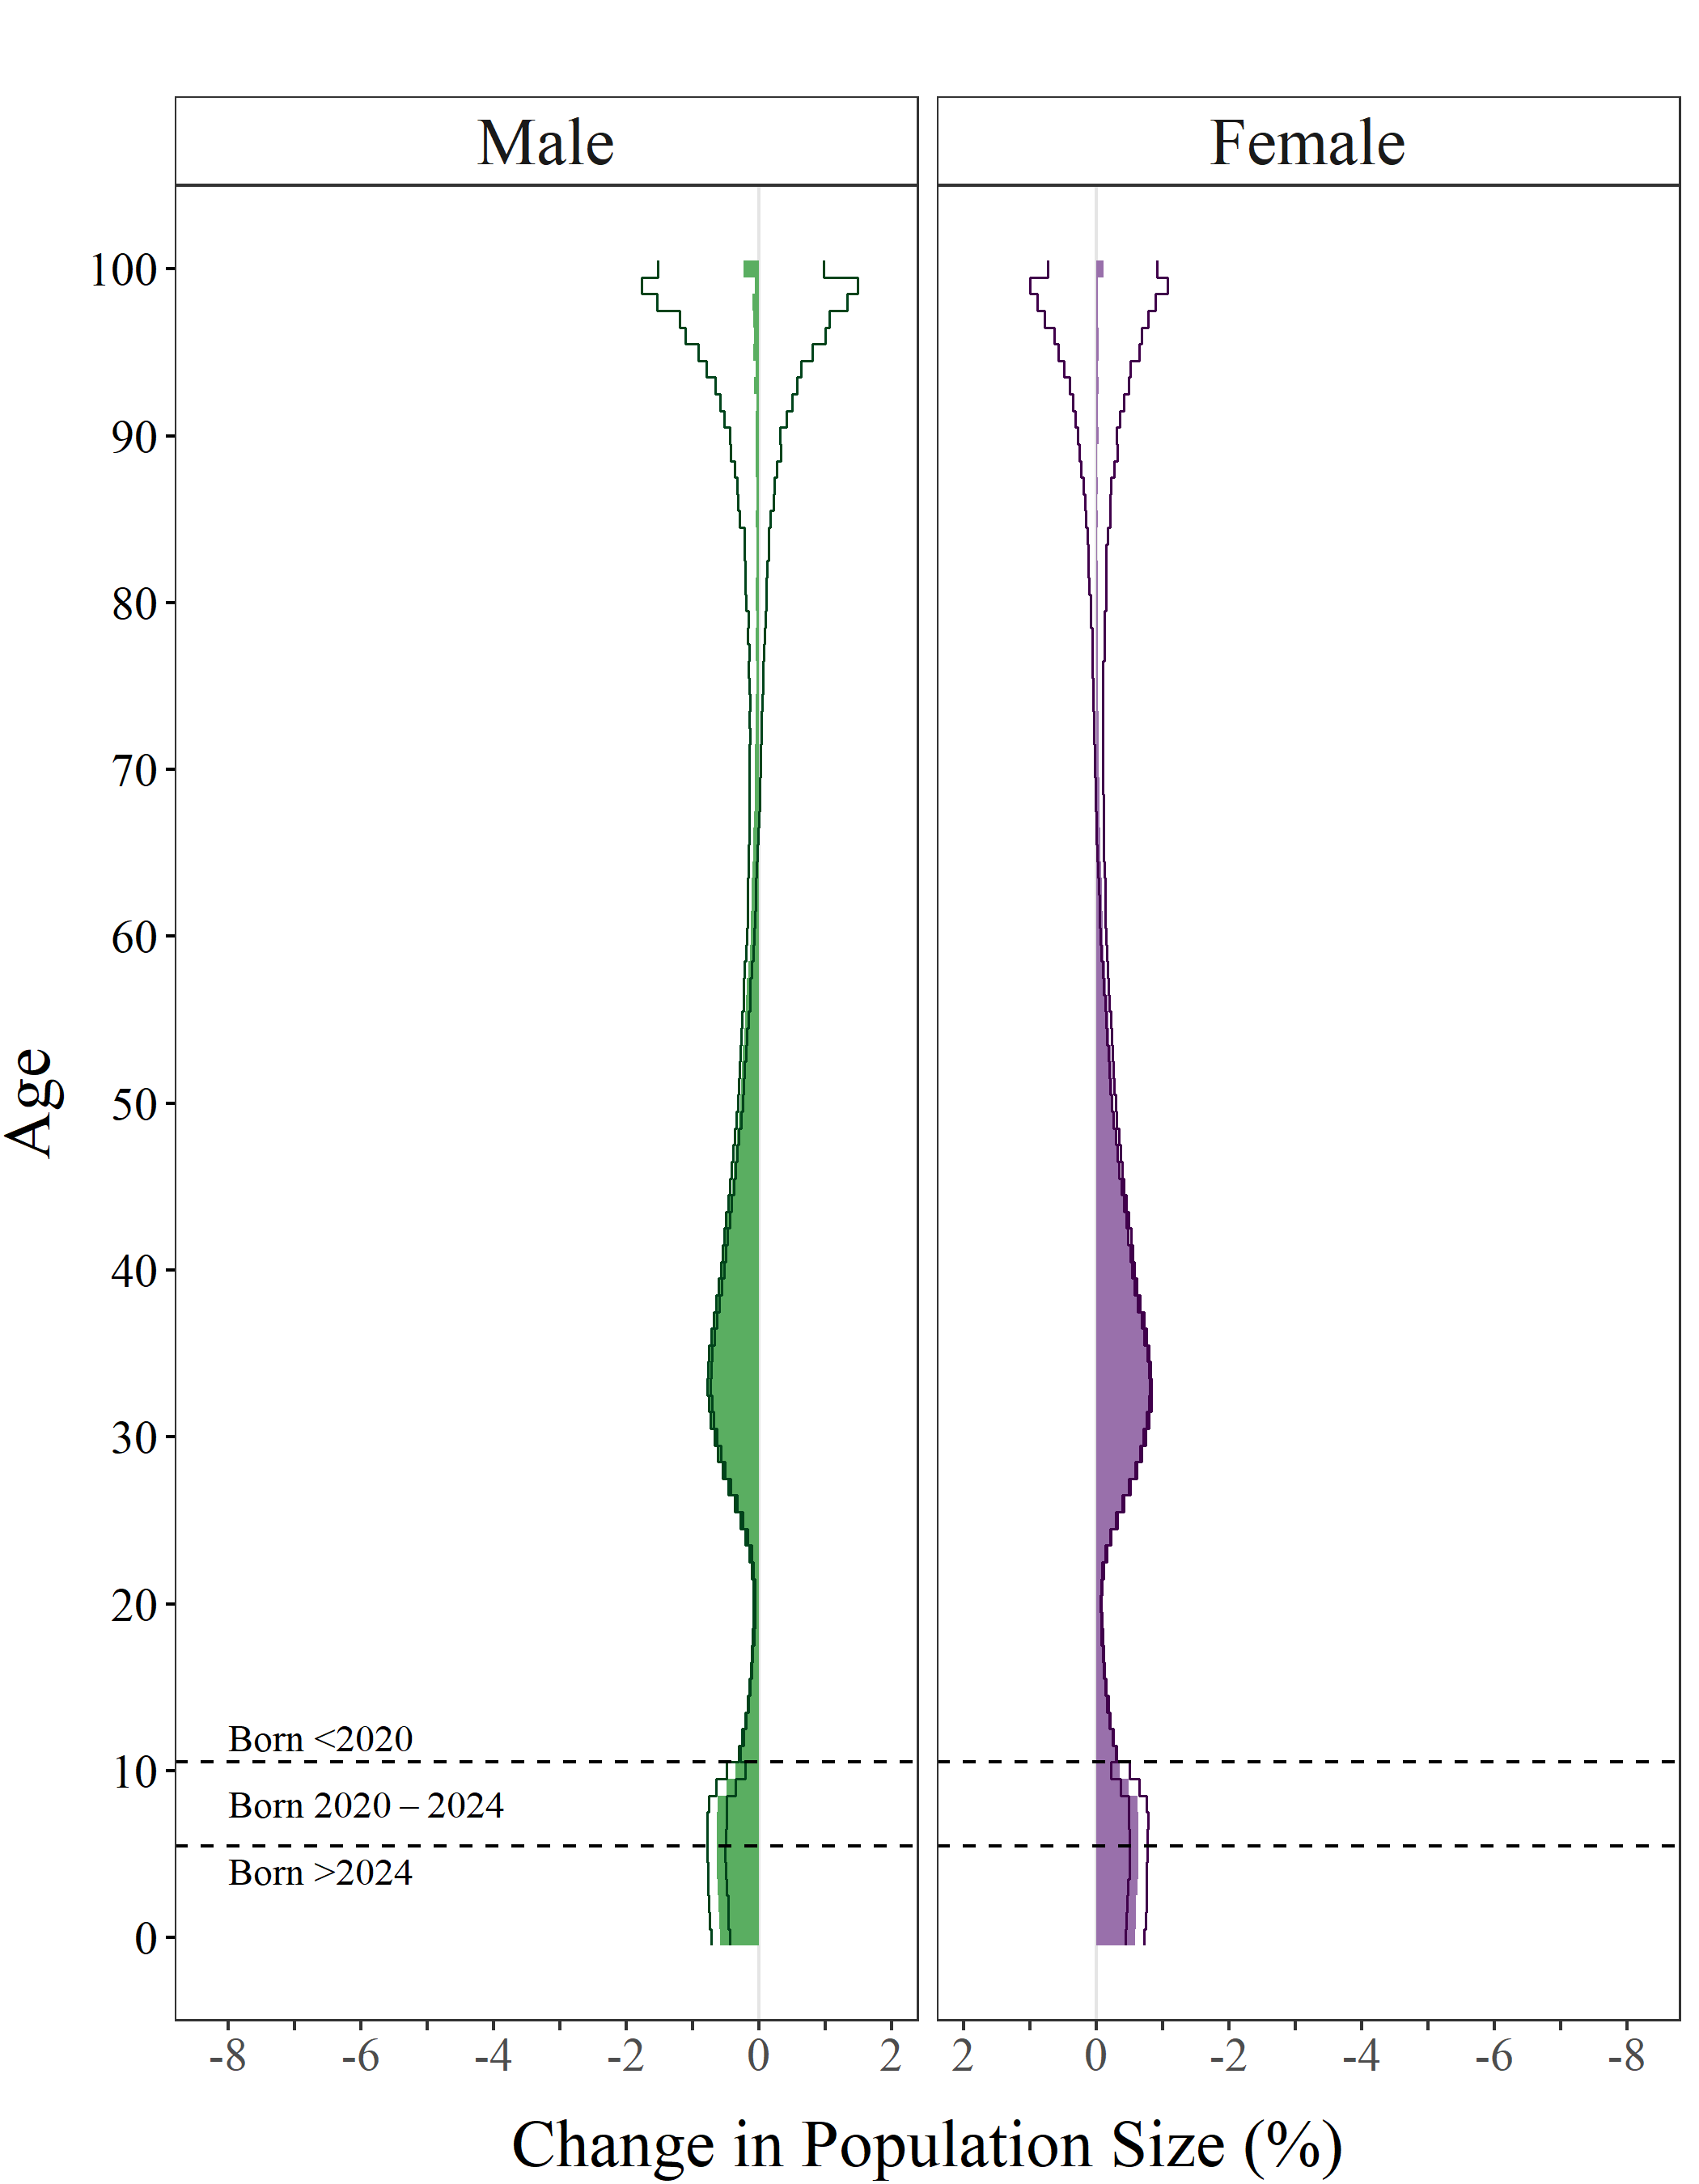 Male Female
100
90
80
70
60
50
40
30
20
10
0
Age
Born <2020
Born 2020 – 2024
Born >2024
-8 -6 -4 -2 0 2 2 0 -2 -4 -6 -8
Change in Population Size (%)